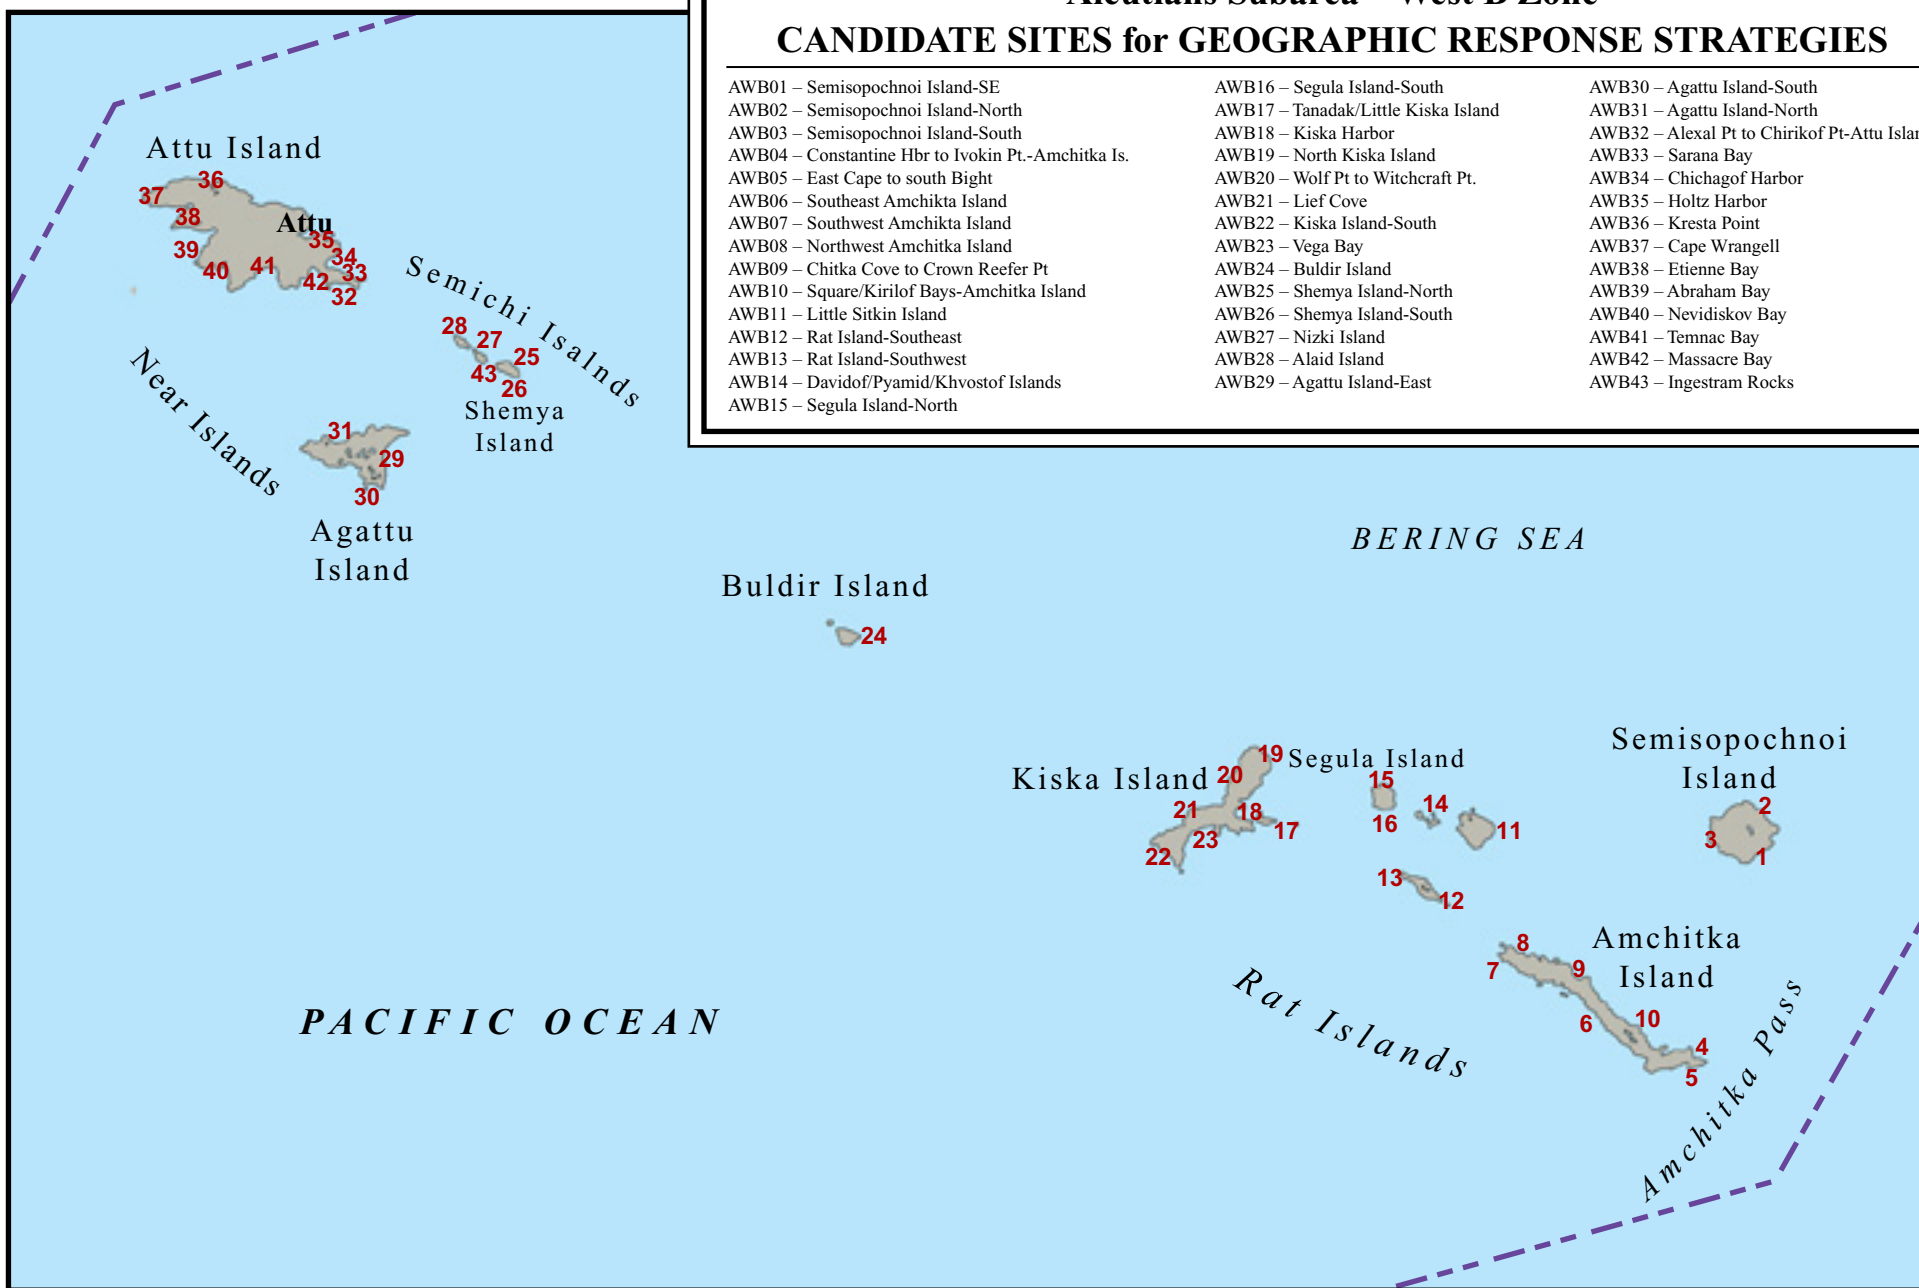 Aleutians Subarea – West B Zone
CANDIDATE SITES for GEOGRAPHIC RESPONSE STRATEGIES
AWB01 – Semisopochnoi Island-SE
AWB02 – Semisopochnoi Island-North
AWB03 – Semisopochnoi Island-South
AWB04 – Constantine Hbr to Ivokin Pt.-Amchitka Is.
AWB05 – East Cape to south Bight
AWB06 – Southeast Amchikta Island
AWB07 – Southwest Amchikta Island
AWB08 – Northwest Amchitka Island
AWB09 – Chitka Cove to Crown Reefer Pt
AWB10 – Square/Kirilof Bays-Amchitka Island
AWB11 – Little Sitkin Island
AWB12 – Rat Island-Southeast
AWB13 – Rat Island-Southwest
AWB14 – Davidof/Pyamid/Khvostof Islands
AWB15 – Segula Island-North
AWB16 – Segula Island-South
AWB17 – Tanadak/Little Kiska Island
AWB18 – Kiska Harbor
AWB19 – North Kiska Island
AWB20 – Wolf Pt to Witchcraft Pt.
AWB21 – Lief Cove
AWB22 – Kiska Island-South
AWB23 – Vega Bay
AWB24 – Buldir Island
AWB25 – Shemya Island-North
AWB26 – Shemya Island-South
AWB27 – Nizki Island
AWB28 – Alaid Island
AWB29 – Agattu Island-East
AWB30 – Agattu Island-South
AWB31 – Agattu Island-North
AWB32 – Alexal Pt to Chirikof Pt-Attu
AWB33 – Sarana Bay
AWB34 – Chichagof Harbor
AWB35 – Holtz Harbor
AWB36 – Kresta Point
AWB37 – Cape Wrangell
AWB38 – Etienne Bay
AWB39 – Abraham Bay
AWB40 – Nevidiskov Bay
AWB41 – Temnac Bay
AWB42 – Massacre Bay
AWB43 – Ingestram Rocks
Attu Island
36
37
38
Attu
35
39
34
40
41
33
42
32
Semichi Isalnds
28
27
25
43
26
Shemya
Island
Near Islands
31
29
30
Agattu
Island
BERING SEA
Buldir Island
24
Semisopochnoi
Island
2
3
1
Kiska Island
19
20
21
18
17
23
22
Segula Island
15
16
14
11
13
12
Amchitka
Island
8
7
9
6
10
4
5
Rat Islands
Amchitka Pass
PACIFIC OCEAN